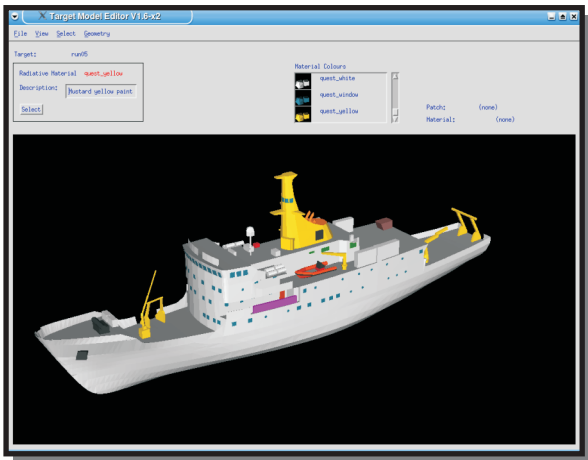 Target Model Editor V1.6-x2
File View Select Geometry
Target: run05
Radiative Material quest_yellow
Description: Mustard yellow paint
Select
Material Colours
quest_white
quest_window
quest_yellow
Patch: (none)
Material: (none)